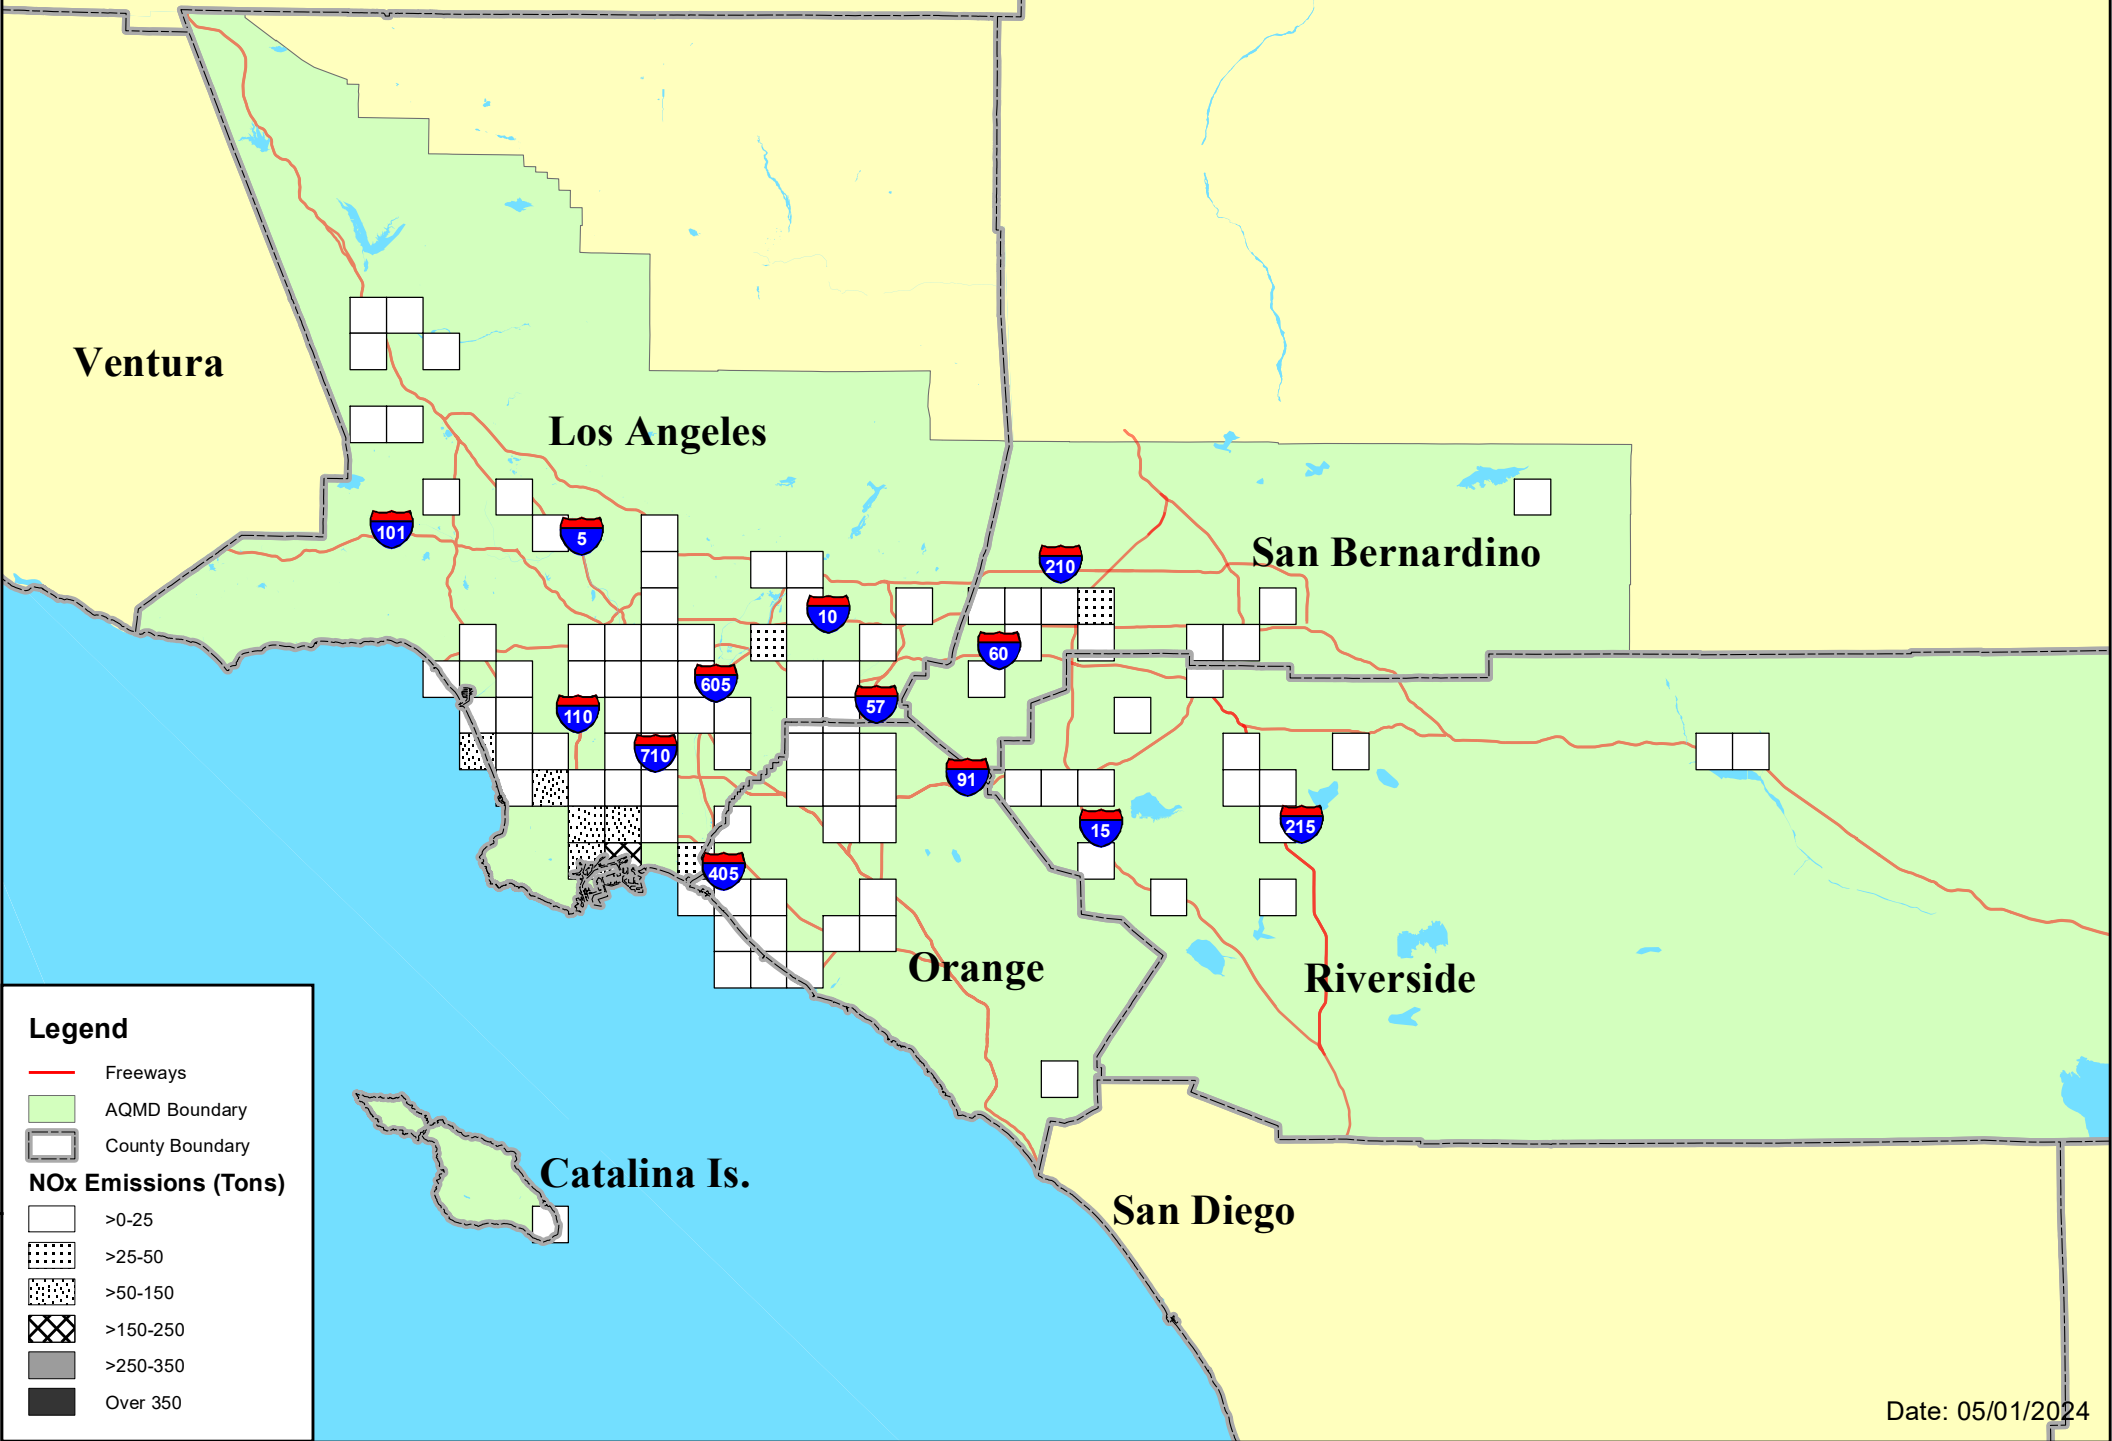 Ventura
Los Angeles
101
5
210
San Bernardino
10
60
605
57
110
710
91
15
215
405
Orange
Riverside
Catalina Is.
San Diego
Legend
Freeways
AQMD Boundary
County Boundary
NOx Emissions (Tons)
>0-25
>25-50
>50-150
>150-250
>250-350
Over 350
Date: 05/01/2024